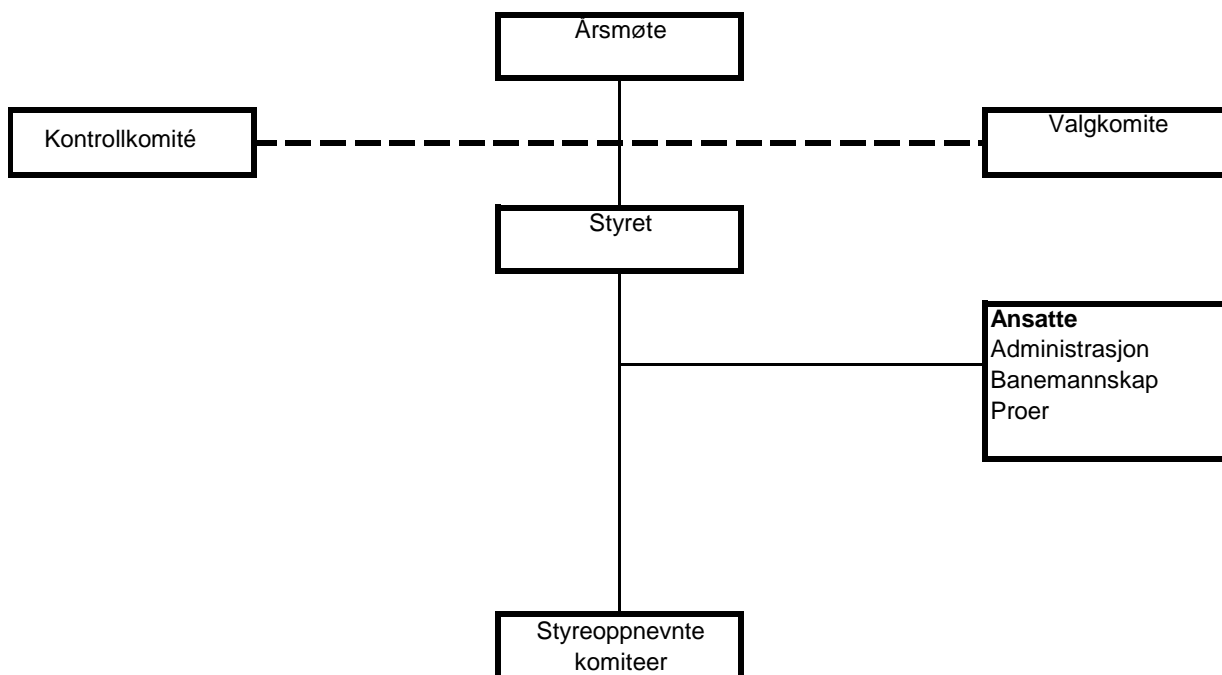 Årsmøte
Kontrollkomité
Valgkomite
Styret
Ansatte
Administrasjon
Banemannskap
Proer
Styreoppnevnte
komiteer